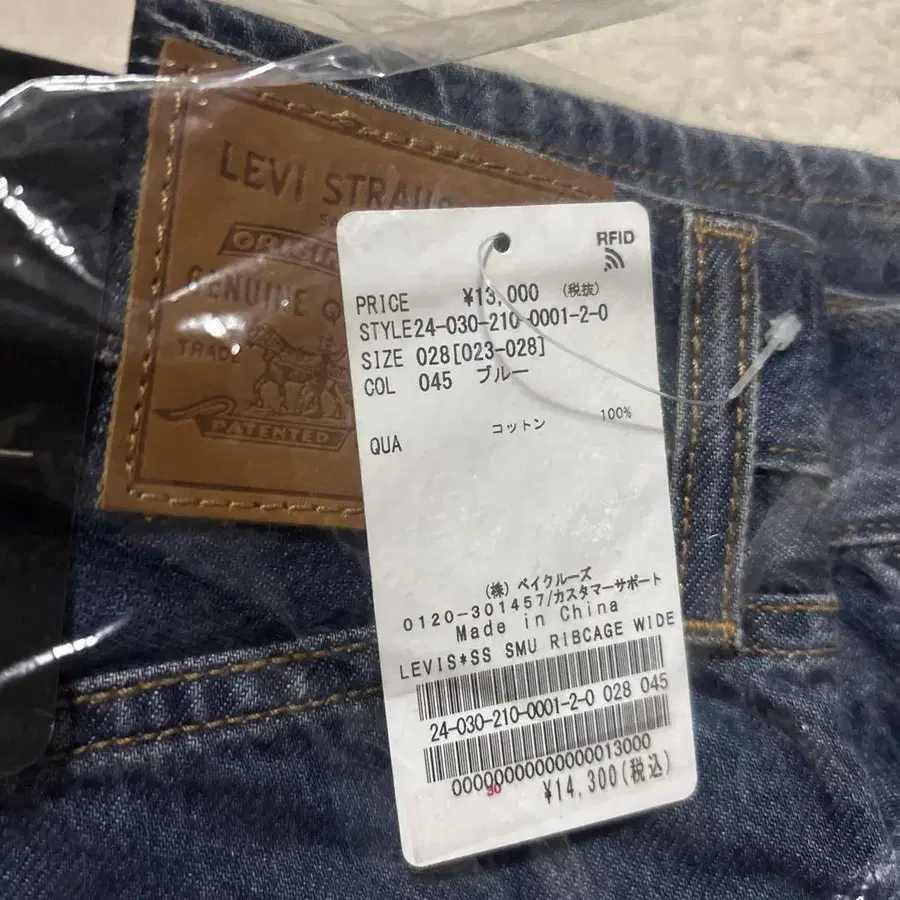 LEVI STRAUS
GENUINE Q
TRADE
PATENTED
RFID
PRICE ¥13,000 (税抜)
STYLE24-030-210-0001-2-0
SIZE 028[023-028]
COL 045 ブルー
QUA コットン 100%
(株)ベイクルーズ
0120-301457/カスタマーサポート
Made in China
LEVIS*SS SMU RIBCAGE WIDE
24-030-210-0001-2-0 028 045
00000000000000013000
30
¥14,300(税込)